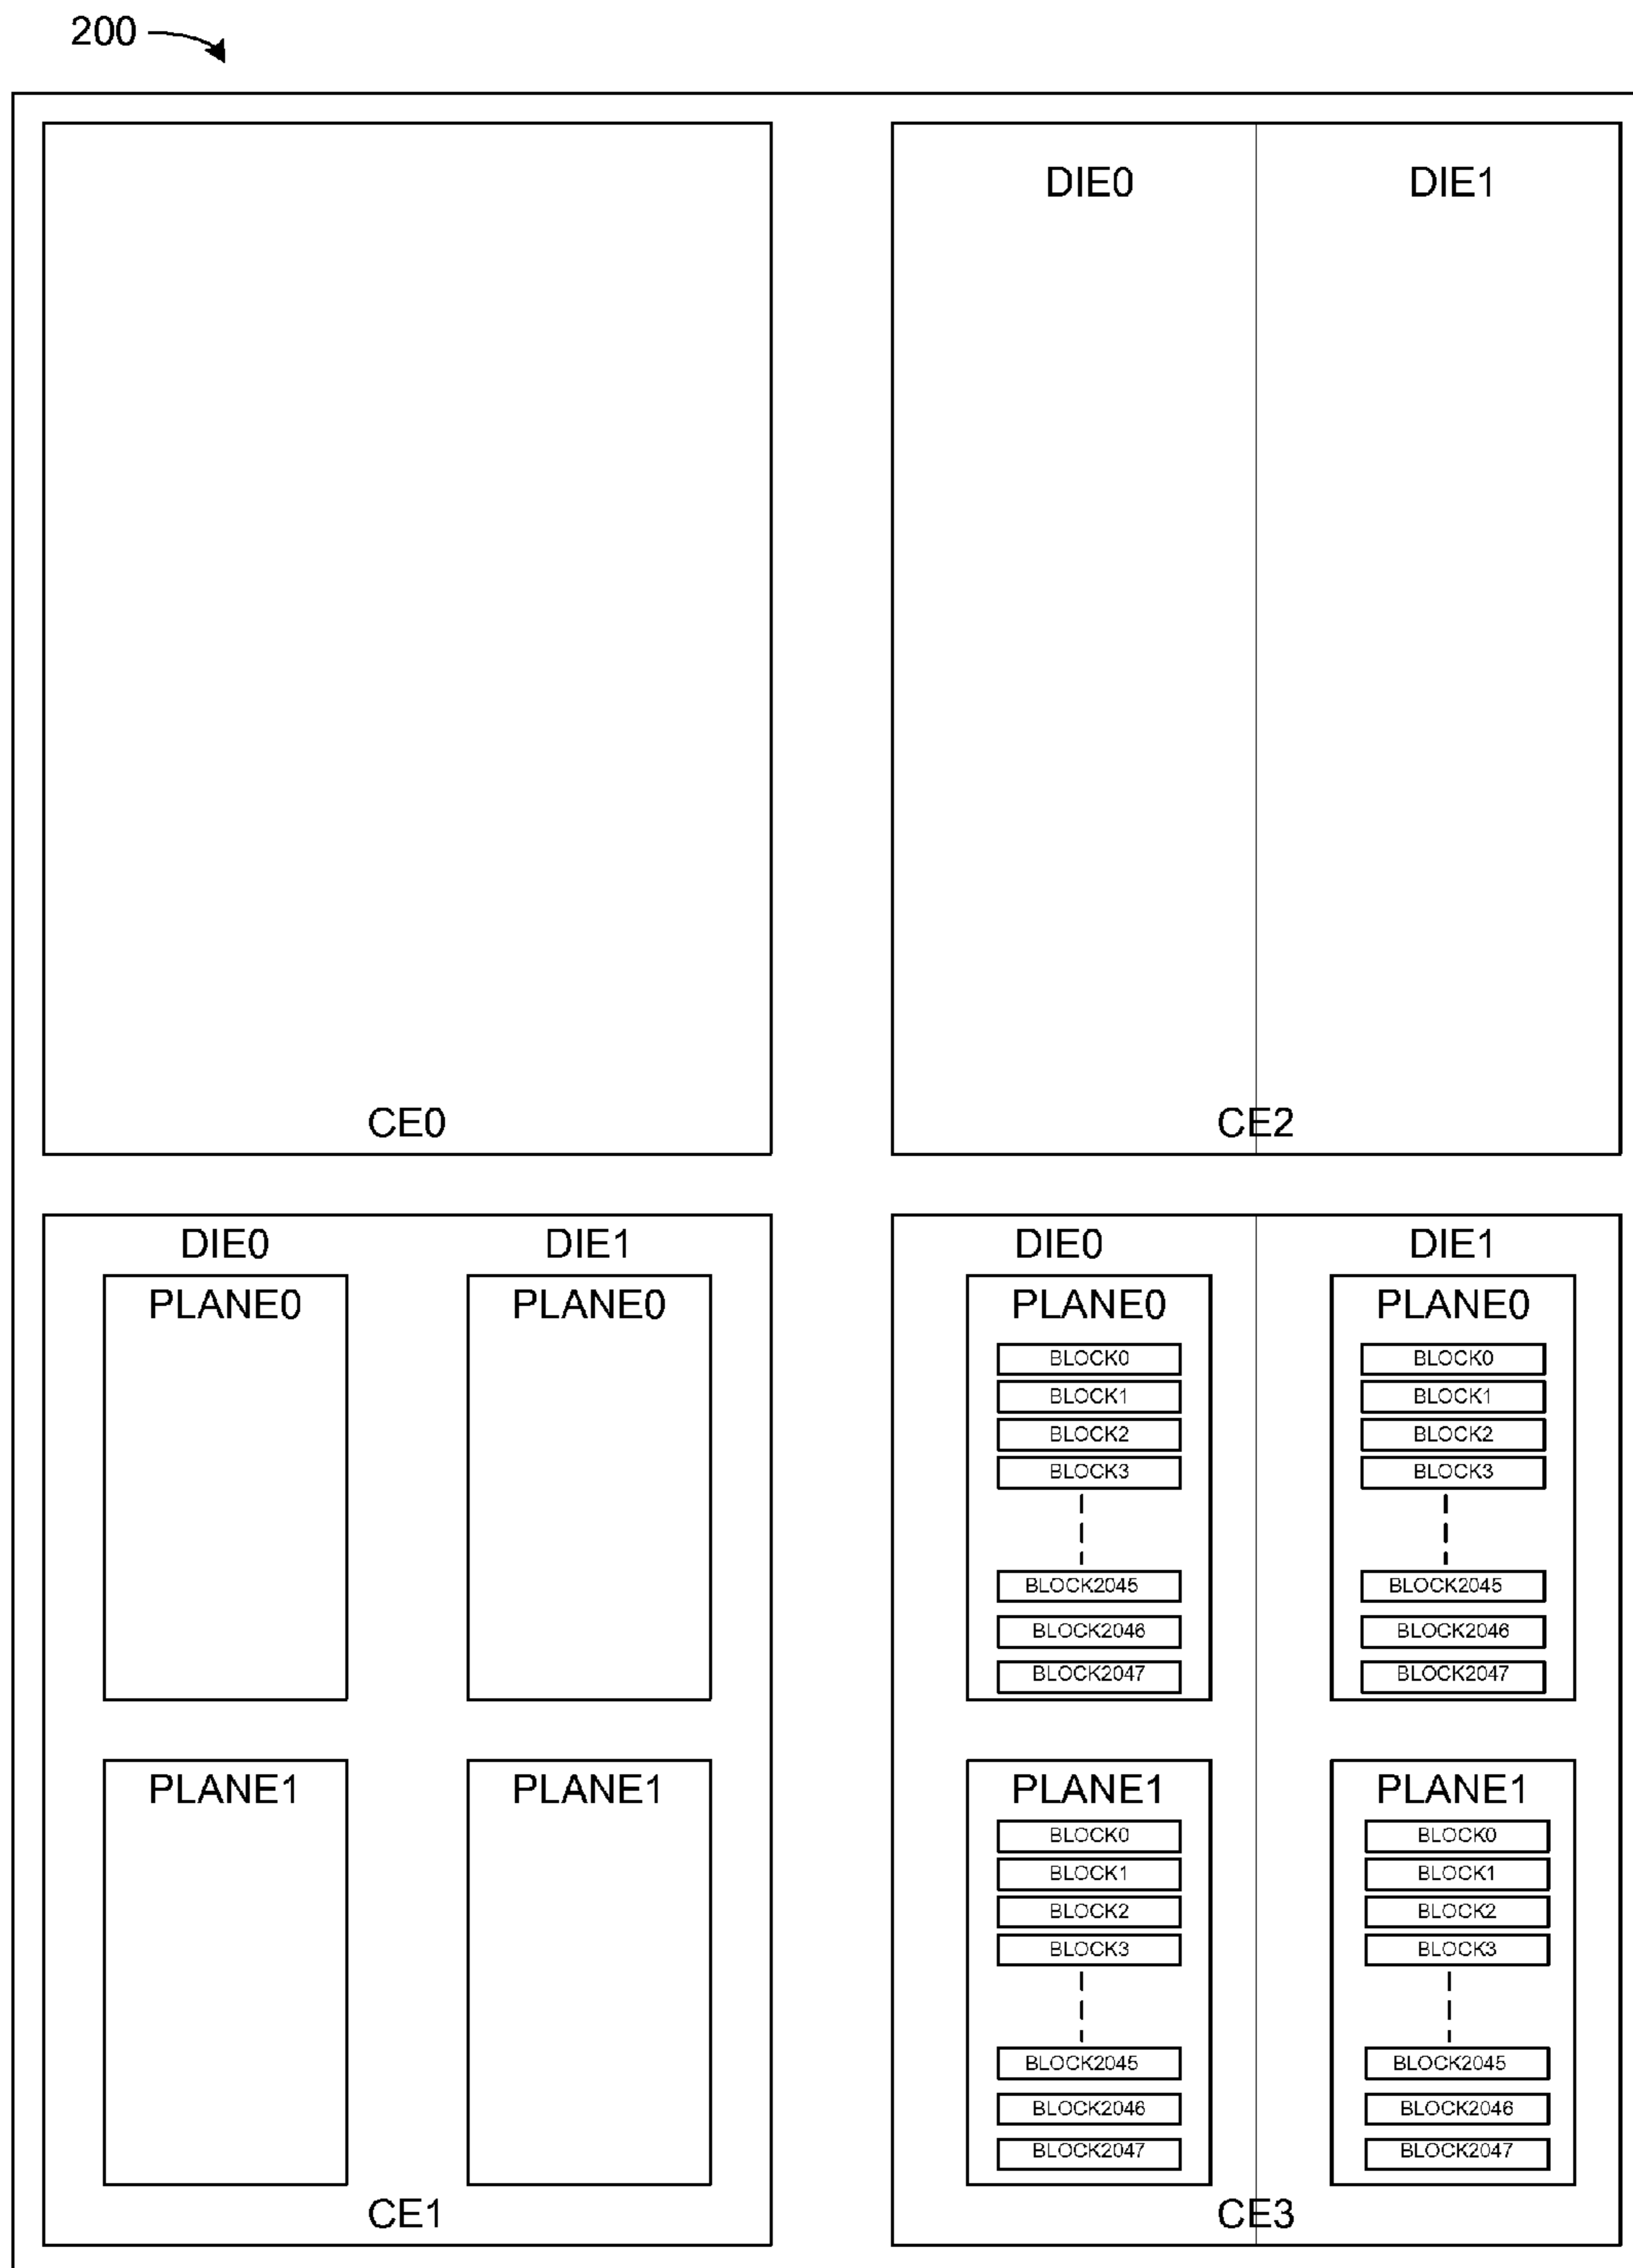 200
DIE0 DIE1
CE0 CE2
DIE0 DIE1 DIE0 DIE1
PLANE0 PLANE0 PLANE0 PLANE0
BLOCK0 BLOCK0
BLOCK1 BLOCK1
BLOCK2 BLOCK2
BLOCK3 BLOCK3
BLOCK2045 BLOCK2045
BLOCK2046 BLOCK2046
BLOCK2047 BLOCK2047
PLANE1 PLANE1 PLANE1 PLANE1
BLOCK0 BLOCK0
BLOCK1 BLOCK1
BLOCK2 BLOCK2
BLOCK3 BLOCK3
BLOCK2045 BLOCK2045
BLOCK2046 BLOCK2046
BLOCK2047 BLOCK2047
CE1 CE3